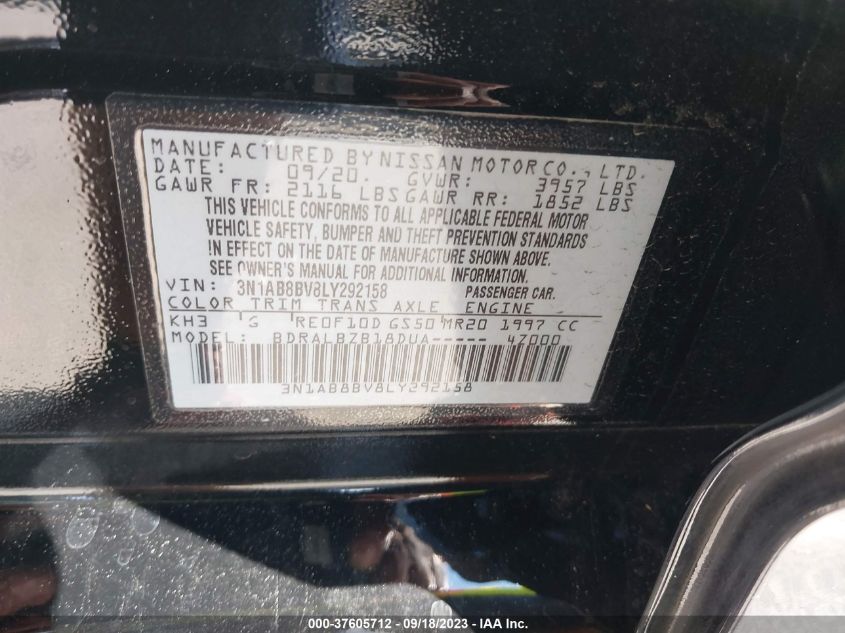 MANUFACTURED BY NISSAN MOTOR CO., LTD.
DATE: 09/20. GVWR: 3957 LBS
GAWR FR: 2116 LBS GAWR RR: 1852 LBS
THIS VEHICLE CONFORMS TO ALL APPLICABLE FEDERAL MOTOR
VEHICLE SAFETY, BUMPER AND THEFT PREVENTION STANDARDS
IN EFFECT ON THE DATE OF MANUFACTURE SHOWN ABOVE.
SEE OWNER'S MANUAL FOR ADDITIONAL INFORMATION.
VIN: 3N1AB8BV8LY292158 PASSENGER CAR.
COLOR TRIM TRANS AXLE ENGINE
KH3 'G 'RE0F10D GS50'MR20 1997 CC
MODEL: BDRALBZB18DUA----- 4Z000
3N1AB8BV8LY292158
000-37605712 - 09/18/2023 - IAA Inc.